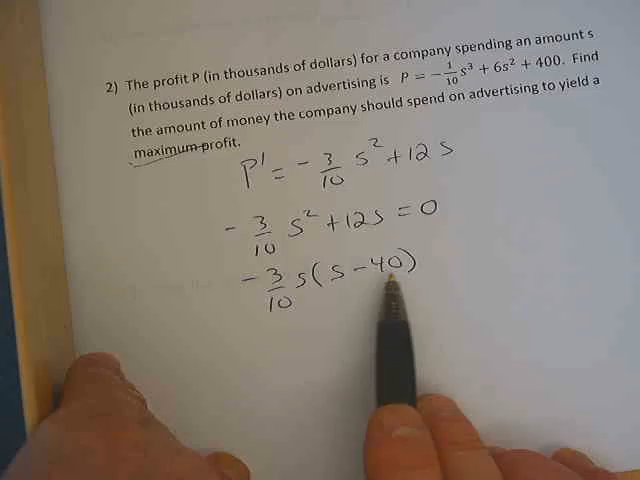 2) The profit P (in thousands of dollars) for a company spending an amount s
(in thousands of dollars) on advertising is P = −1/10 s³ + 6s² + 400. Find
the amount of money the company should spend on advertising to yield a
maximum profit.
P' = - 3/10 s² + 12s
- 3/10 s² + 12s = 0
- 3/10 s(s - 40)